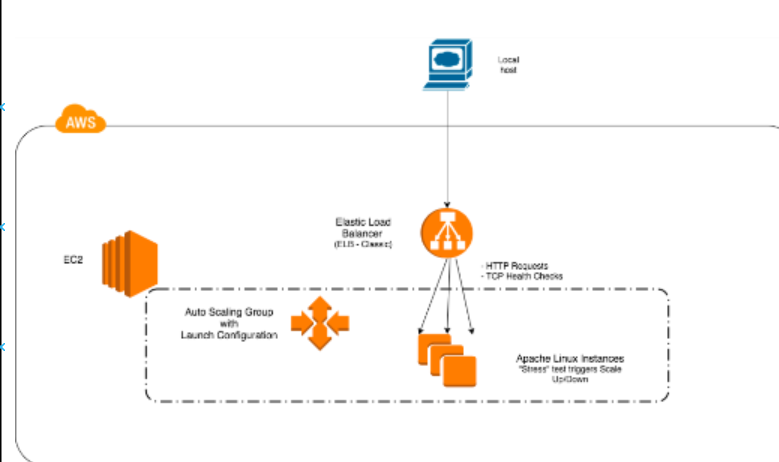 Local
host
AWS
Elastic Load
Balancer
(ELB - Classic)
EC2
- HTTP Requests
- TCP Health Checks
Auto Scaling Group
with
Launch Configuration
Apache Linux Instances
"Stress" test triggers Scale
Up/Down